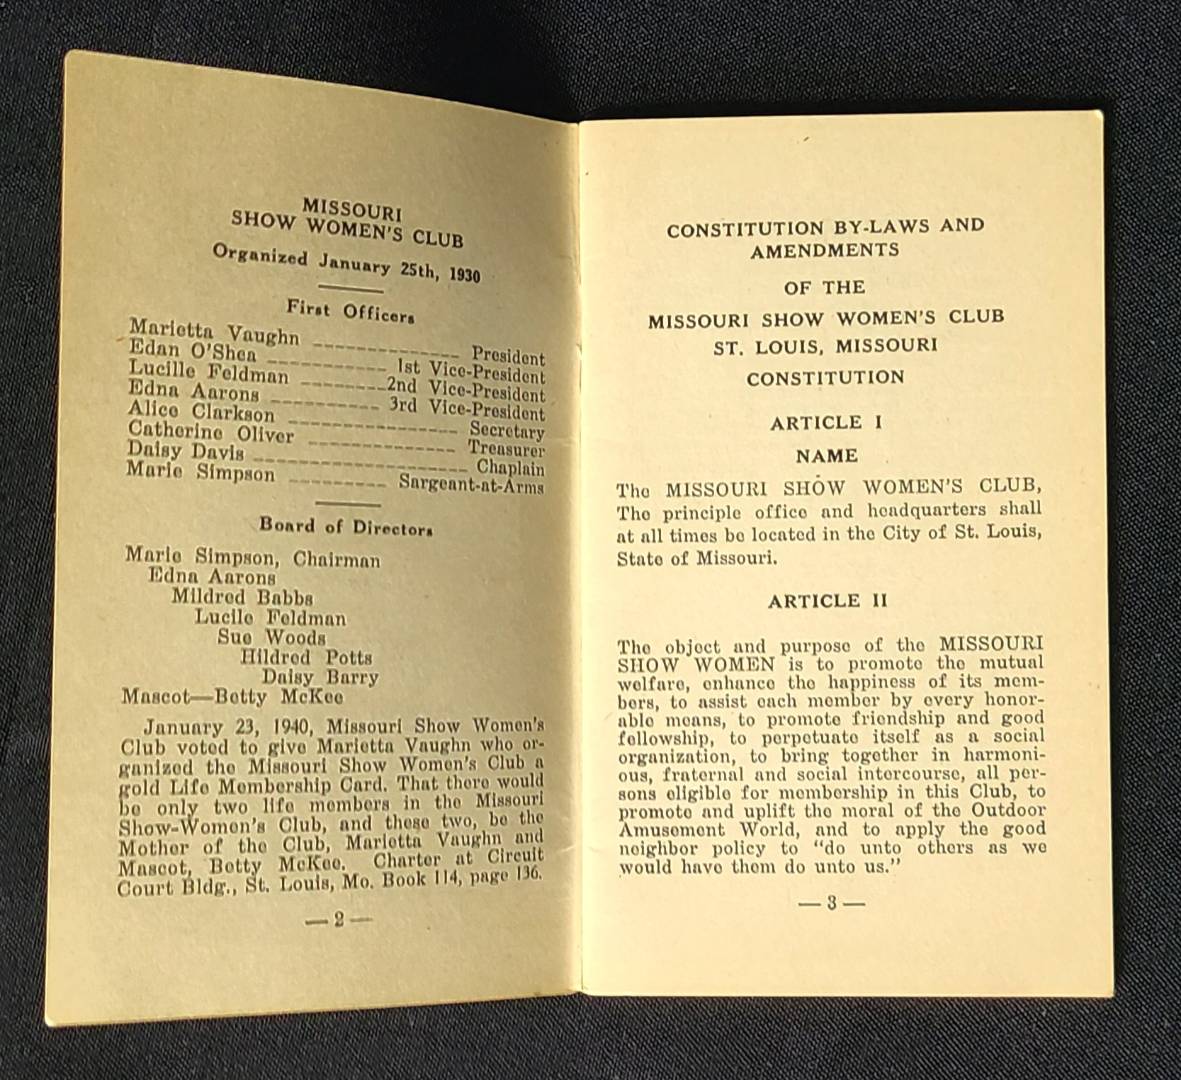 MISSOURI
SHOW WOMEN'S CLUB
Organized January 25th, 1930
First Officers
Marietta Vaughn ______________ President
Edan O'Shea ___________ 1st Vice-President
Lucille Feldman ________2nd Vice-President
Edna Aarons __________ 3rd Vice-President
Alice Clarkson ________________ Secretary
Catherine Oliver ______________ Treasurer
Daisy Davis ____________________ Chaplain
Marie Simpson _________ Sargeant-at-Arms
Board of Directors
Marie Simpson, Chairman
Edna Aarons
Mildred Babbs
Lucile Feldman
Sue Woods
Hildred Potts
Daisy Barry
Mascot—Betty McKee
January 23, 1940, Missouri Show Women's
Club voted to give Marietta Vaughn who or-
ganized the Missouri Show Women's Club a
gold Life Membership Card. That there would
be only two life members in the Missouri
Show-Women's Club, and these two, be the
Mother of the Club, Marietta Vaughn and
Mascot, Betty McKee. Charter at Circuit
Court Bldg., St. Louis, Mo. Book 114, page 136.
— 2 —
CONSTITUTION BY-LAWS AND
AMENDMENTS
OF THE
MISSOURI SHOW WOMEN'S CLUB
ST. LOUIS, MISSOURI
CONSTITUTION
ARTICLE I
NAME
The MISSOURI SHOW WOMEN'S CLUB,
The principle office and headquarters shall
at all times be located in the City of St. Louis,
State of Missouri.
ARTICLE II
The object and purpose of the MISSOURI
SHOW WOMEN is to promote the mutual
welfare, enhance the happiness of its mem-
bers, to assist each member by every honor-
able means, to promote friendship and good
fellowship, to perpetuate itself as a social
organization, to bring together in harmoni-
ous, fraternal and social intercourse, all per-
sons eligible for membership in this Club, to
promote and uplift the moral of the Outdoor
Amusement World, and to apply the good
neighbor policy to "do unto others as we
would have them do unto us."
— 3 —